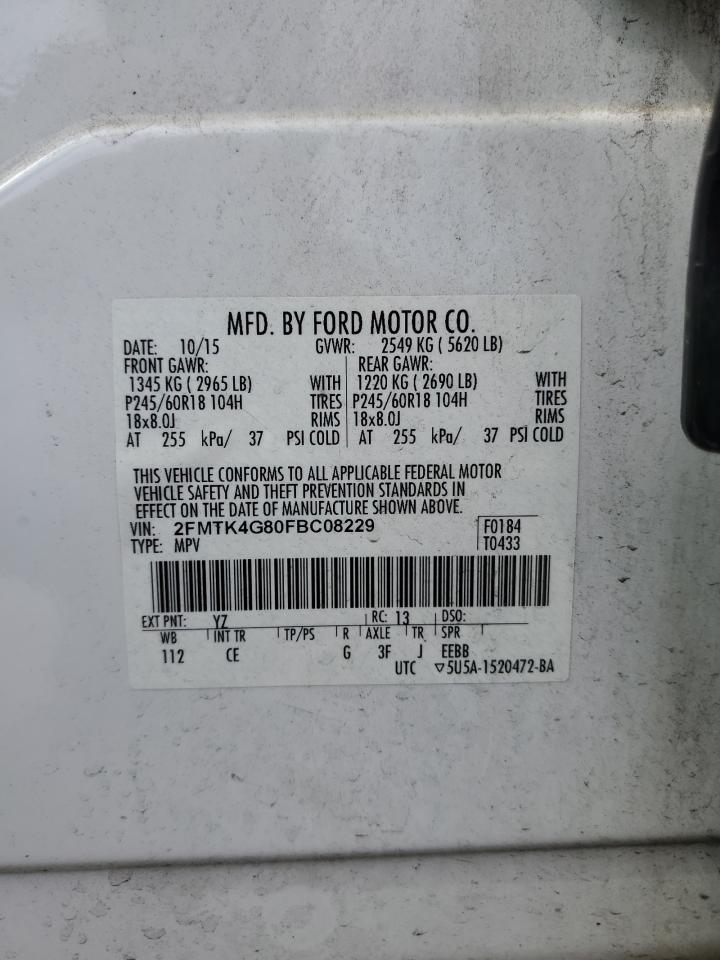 MFD. BY FORD MOTOR CO.
DATE: 10/15 GVWR: 2549 KG ( 5620 LB)
FRONT GAWR: REAR GAWR:
1345 KG ( 2965 LB) WITH 1220 KG ( 2690 LB) WITH
P245/60R18 104H TIRES P245/60R18 104H TIRES
18x8.0J RIMS 18x8.0J RIMS
AT 255 kPa/ 37 PSI COLD AT 255 kPa/ 37 PSI COLD
THIS VEHICLE CONFORMS TO ALL APPLICABLE FEDERAL MOTOR
VEHICLE SAFETY AND THEFT PREVENTION STANDARDS IN
EFFECT ON THE DATE OF MANUFACTURE SHOWN ABOVE.
VIN: 2FMTK4G80FBC08229 F0184
TYPE: MPV T0433
EXT PNT: YZ RC: 13 DSO:
WB INT TR TP/PS R AXLE TR SPR
112 CE G 3F J EEBB
UTC ▽5U5A-1520472-BA